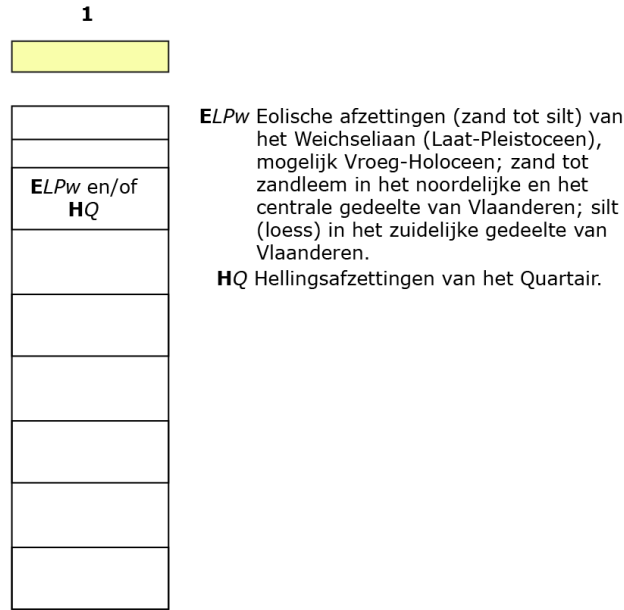 1
ELPw en/of
HQ
ELPw Eolische afzettingen (zand tot silt) van
het Weichseliaan (Laat-Pleistoceen),
mogelijk Vroeg-Holoceen; zand tot
zandleem in het noordelijke en het
centrale gedeelte van Vlaanderen; silt
(loess) in het zuidelijke gedeelte van
Vlaanderen.
HQ Hellingsafzettingen van het Quartair.